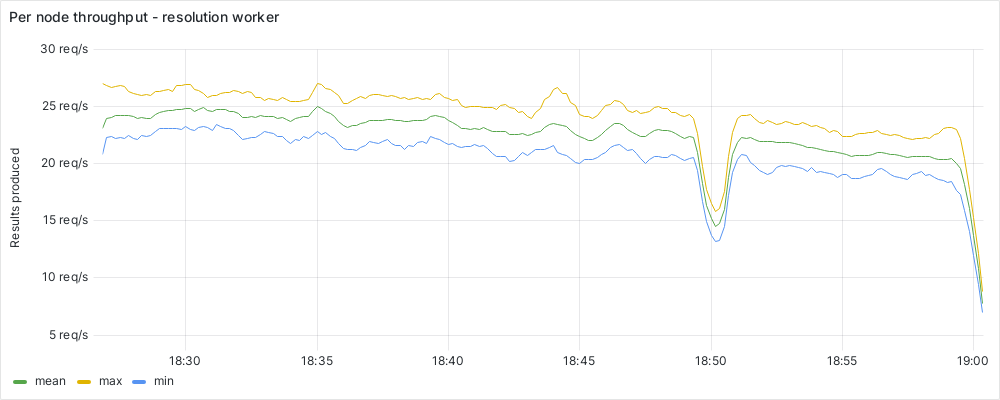 Per node throughput - resolution worker
Results produced
30 req/s
25 req/s
20 req/s
15 req/s
10 req/s
5 req/s
18:30 18:35 18:40 18:45 18:50 18:55 19:00
mean max min